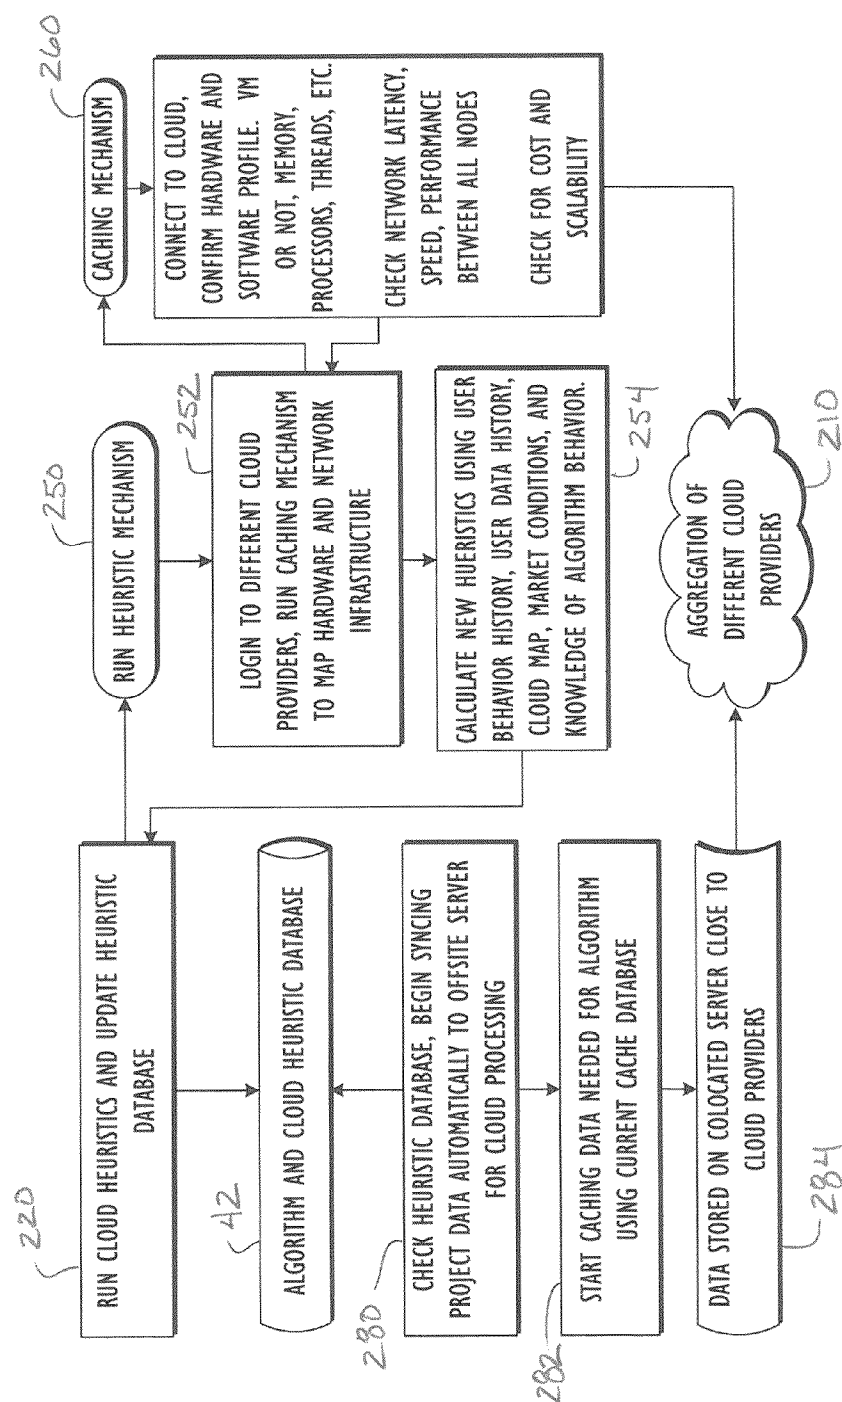 220
RUN CLOUD HEURISTICS AND UPDATE HEURISTIC
DATABASE
42
ALGORITHM AND CLOUD HEURISTIC DATABASE
280
CHECK HEURISTIC DATABASE, BEGIN SYNCING
PROJECT DATA AUTOMATICALLY TO OFFSITE SERVER
FOR CLOUD PROCESSING
282
START CACHING DATA NEEDED FOR ALGORITHM
USING CURRENT CACHE DATABASE
DATA STORED ON COLOCATED SERVER CLOSE TO
CLOUD PROVIDERS
284
250
RUN HEURISTIC MECHANISM
252
LOGIN TO DIFFERENT CLOUD
PROVIDERS, RUN CACHING MECHANISM
TO MAP HARDWARE AND NETWORK
INFRASTRUCTURE
CALCULATE NEW HUERISTICS USING USER
BEHAVIOR HISTORY, USER DATA HISTORY,
CLOUD MAP, MARKET CONDITIONS, AND
KNOWLEDGE OF ALGORITHM BEHAVIOR.
254
AGGREGATION OF
DIFFERENT CLOUD
PROVIDERS
210
260
CACHING MECHANISM
CONNECT TO CLOUD,
CONFIRM HARDWARE AND
SOFTWARE PROFILE. VM
OR NOT, MEMORY,
PROCESSORS, THREADS, ETC.
CHECK NETWORK LATENCY,
SPEED, PERFORMANCE
BETWEEN ALL NODES
CHECK FOR COST AND
SCALABILITY